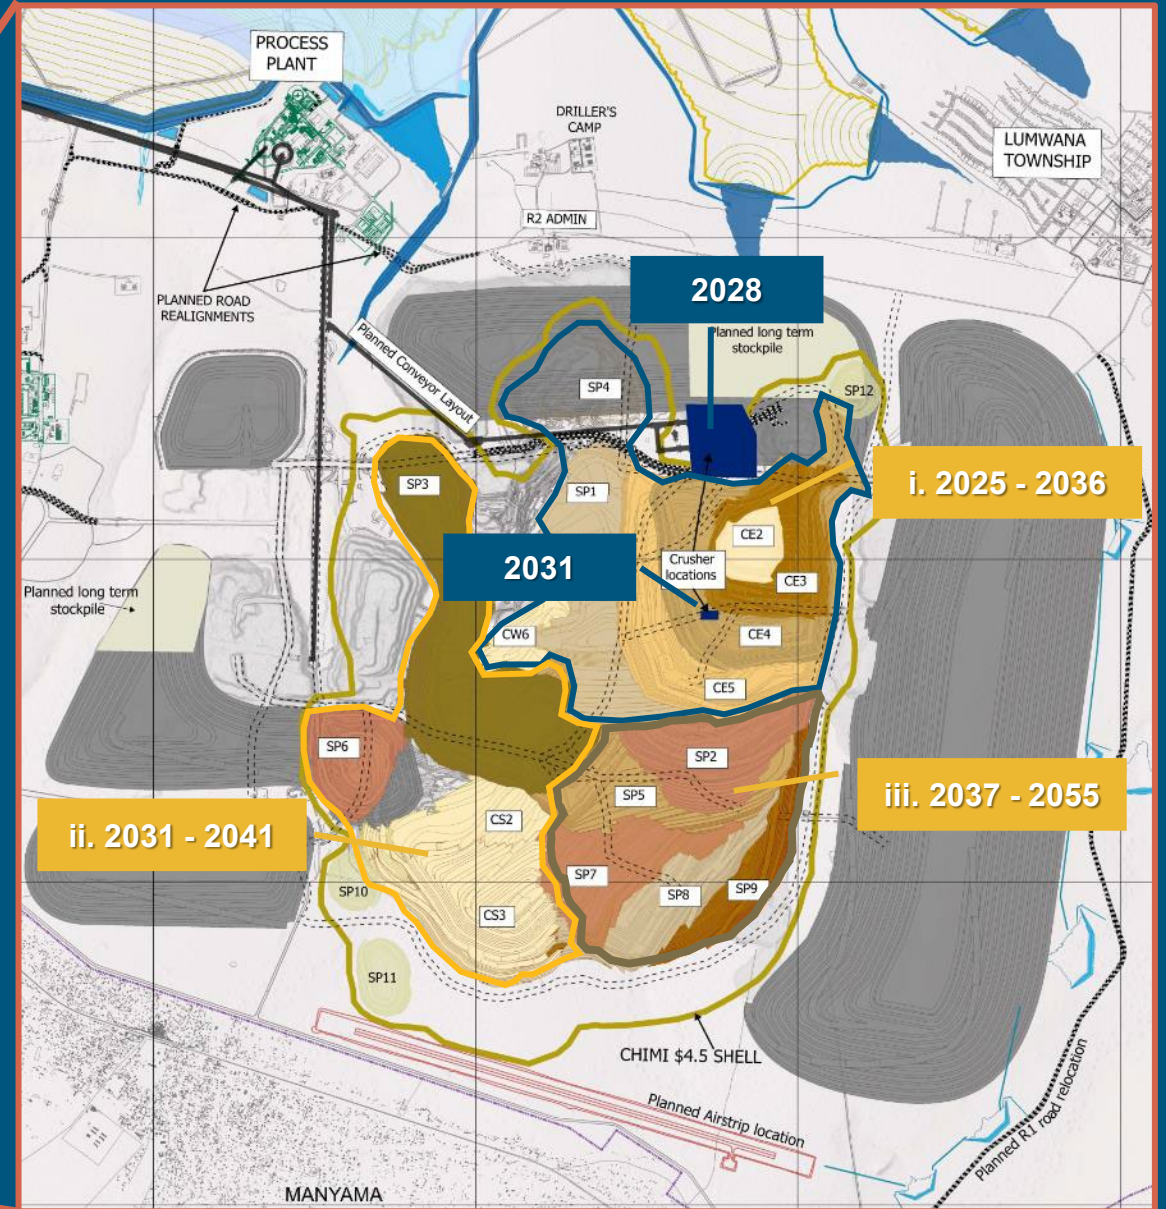 PROCESS
PLANT
DRILLER'S
CAMP
LUMWANA
TOWNSHIP
R2 ADMIN
PLANNED ROAD
REALIGNMENTS
2028
Planned long term
stockpile
Planned Conveyor Layout
SP4
SP12
SP3
SP1
i. 2025 - 2036
CE2
2031
Crusher
locations
CE3
Planned long term
stockpile
CW6
CE4
CE5
SP6
SP2
SP5
iii. 2037 - 2055
ii. 2031 - 2041
CS2
SP7
SP8
SP9
SP10
CS3
SP11
CHIMI $4.5 SHELL
Planned Airstrip location
Planned R1 road relocation
MANYAMA